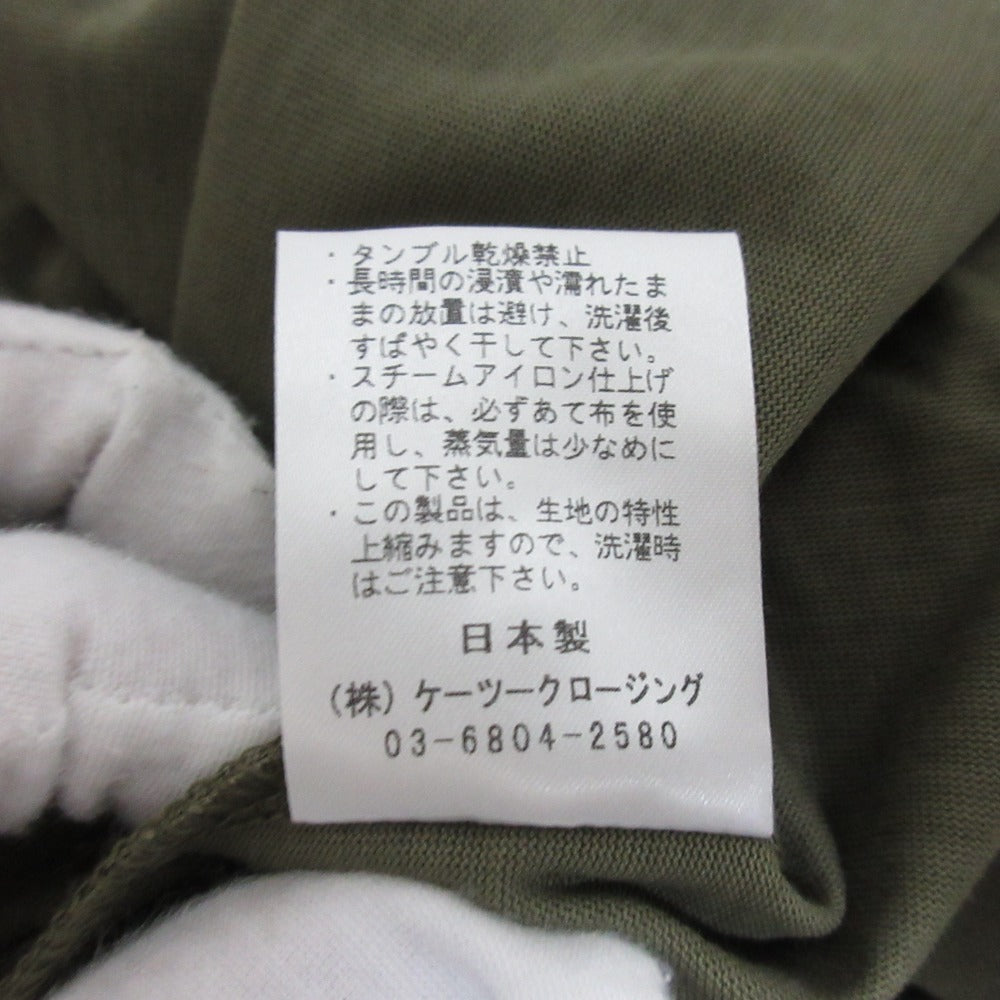 ・タンブル乾燥禁止
・長時間の浸漬や濡れたま
まの放置は避け、洗濯後
すばやく干して下さい。
・スチームアイロン仕上げ
の際は、必ずあて布を使
用し、蒸気量は少なめに
して下さい。
・この製品は、生地の特性
上縮みますので、洗濯時
はご注意下さい。
日本製
(株)ケーツークロージング
03-6804-2580